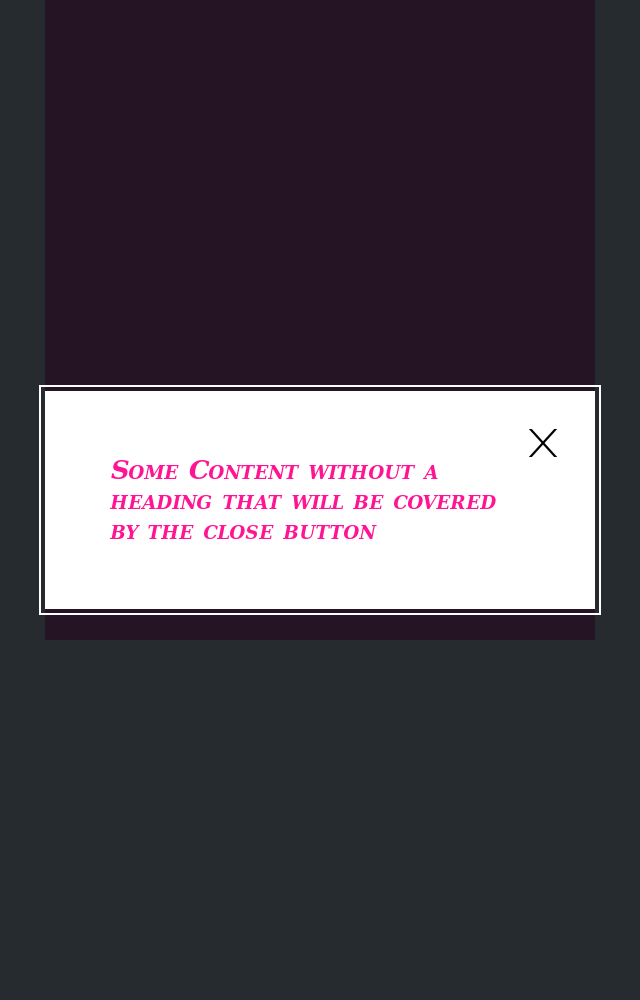 Some Content without a
heading that will be covered
by the close button